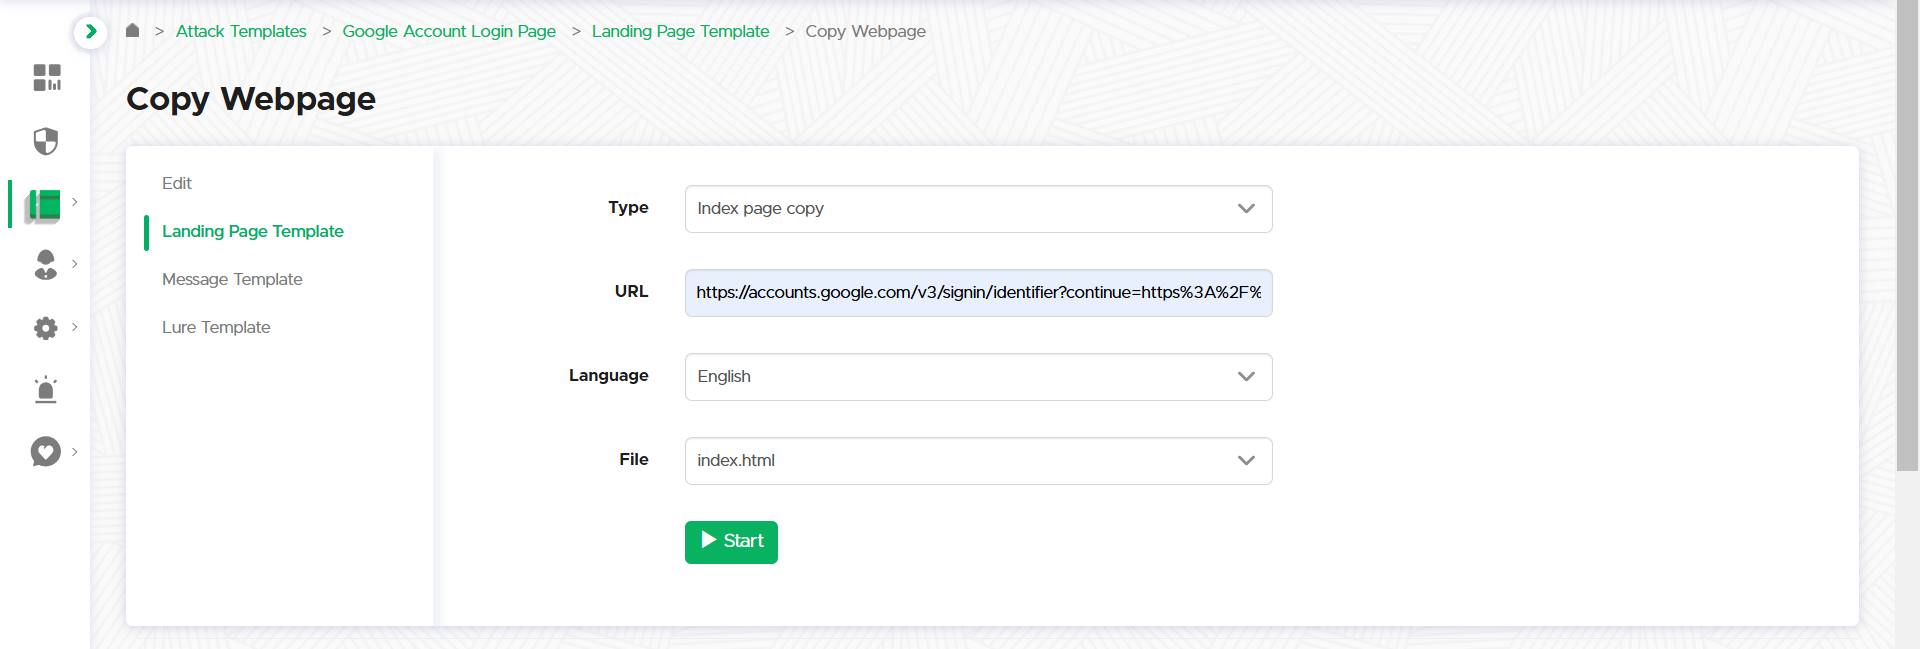 > Attack Templates > Google Account Login Page > Landing Page Template > Copy Webpage
Copy Webpage
Edit
Landing Page Template
Message Template
Lure Template
Type Index page copy
URL https://accounts.google.com/v3/signin/identifier?continue=https%3A%2F%
Language English
File index.html
Start